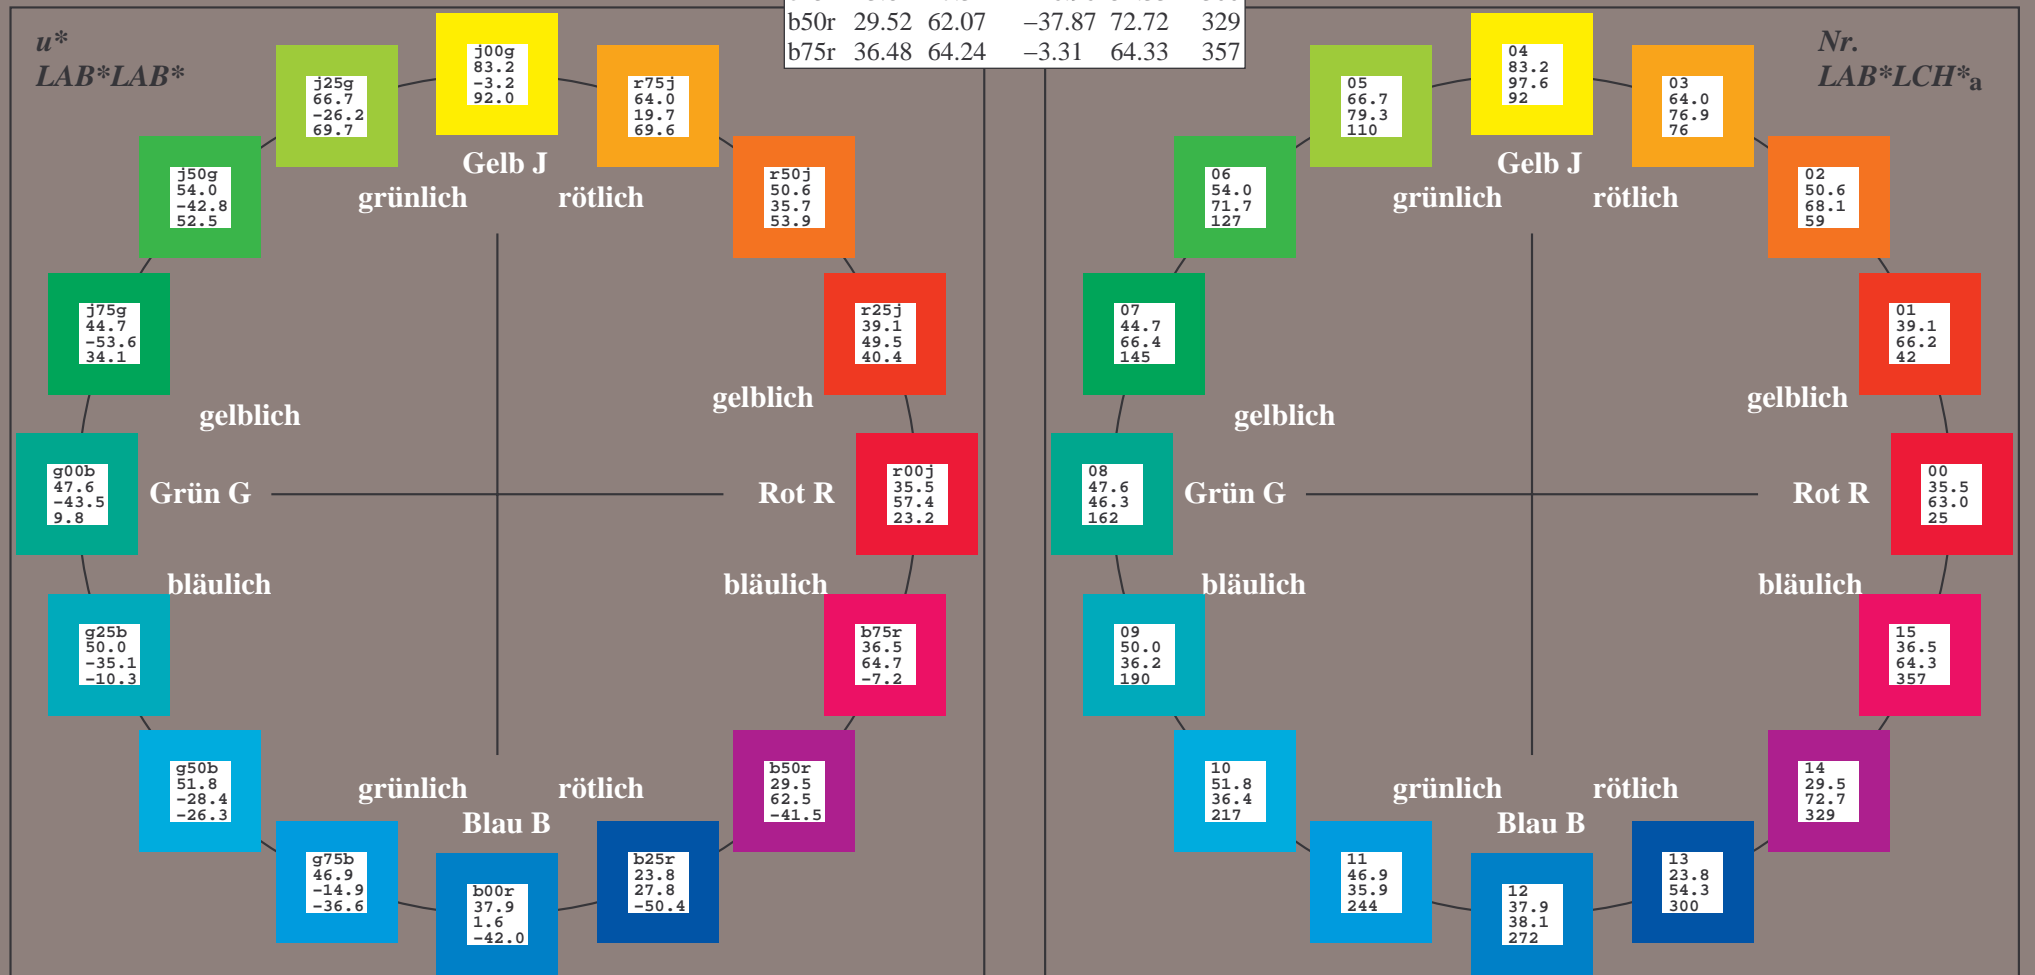 b50r 29.52 62.07 −37.87 72.72 329
b75r 36.48 64.24 −3.31 64.33 357
u*
LAB*LAB*
j00g
83.2
-3.2
92.0
j25g
66.7
-26.2
69.7
r75j
64.0
19.7
69.6
j50g
54.0
-42.8
52.5
r50j
50.6
35.7
53.9
Gelb J
grünlich rötlich
j75g
44.7
-53.6
34.1
r25j
39.1
49.5
40.4
gelblich
gelblich
g00b
47.6
-43.5
9.8
Grün G
Rot R
r00j
35.5
57.4
23.2
bläulich
bläulich
g25b
50.0
-35.1
-10.3
b75r
36.5
64.7
-7.2
g50b
51.8
-28.4
-26.3
b50r
29.5
62.5
-41.5
grünlich rötlich
Blau B
g75b
46.9
-14.9
-36.6
b00r
37.9
1.6
-42.0
b25r
23.8
27.8
-50.4
Nr.
LAB*LCH*a
04
83.2
97.6
92
05
66.7
79.3
110
03
64.0
76.9
76
06
54.0
71.7
127
02
50.6
68.1
59
Gelb J
grünlich rötlich
07
44.7
66.4
145
01
39.1
66.2
42
gelblich
gelblich
08
47.6
46.3
162
Grün G
Rot R
00
35.5
63.0
25
bläulich
bläulich
09
50.0
36.2
190
15
36.5
64.3
357
10
51.8
36.4
217
14
29.5
72.7
329
grünlich rötlich
Blau B
11
46.9
35.9
244
12
37.9
38.1
272
13
23.8
54.3
300